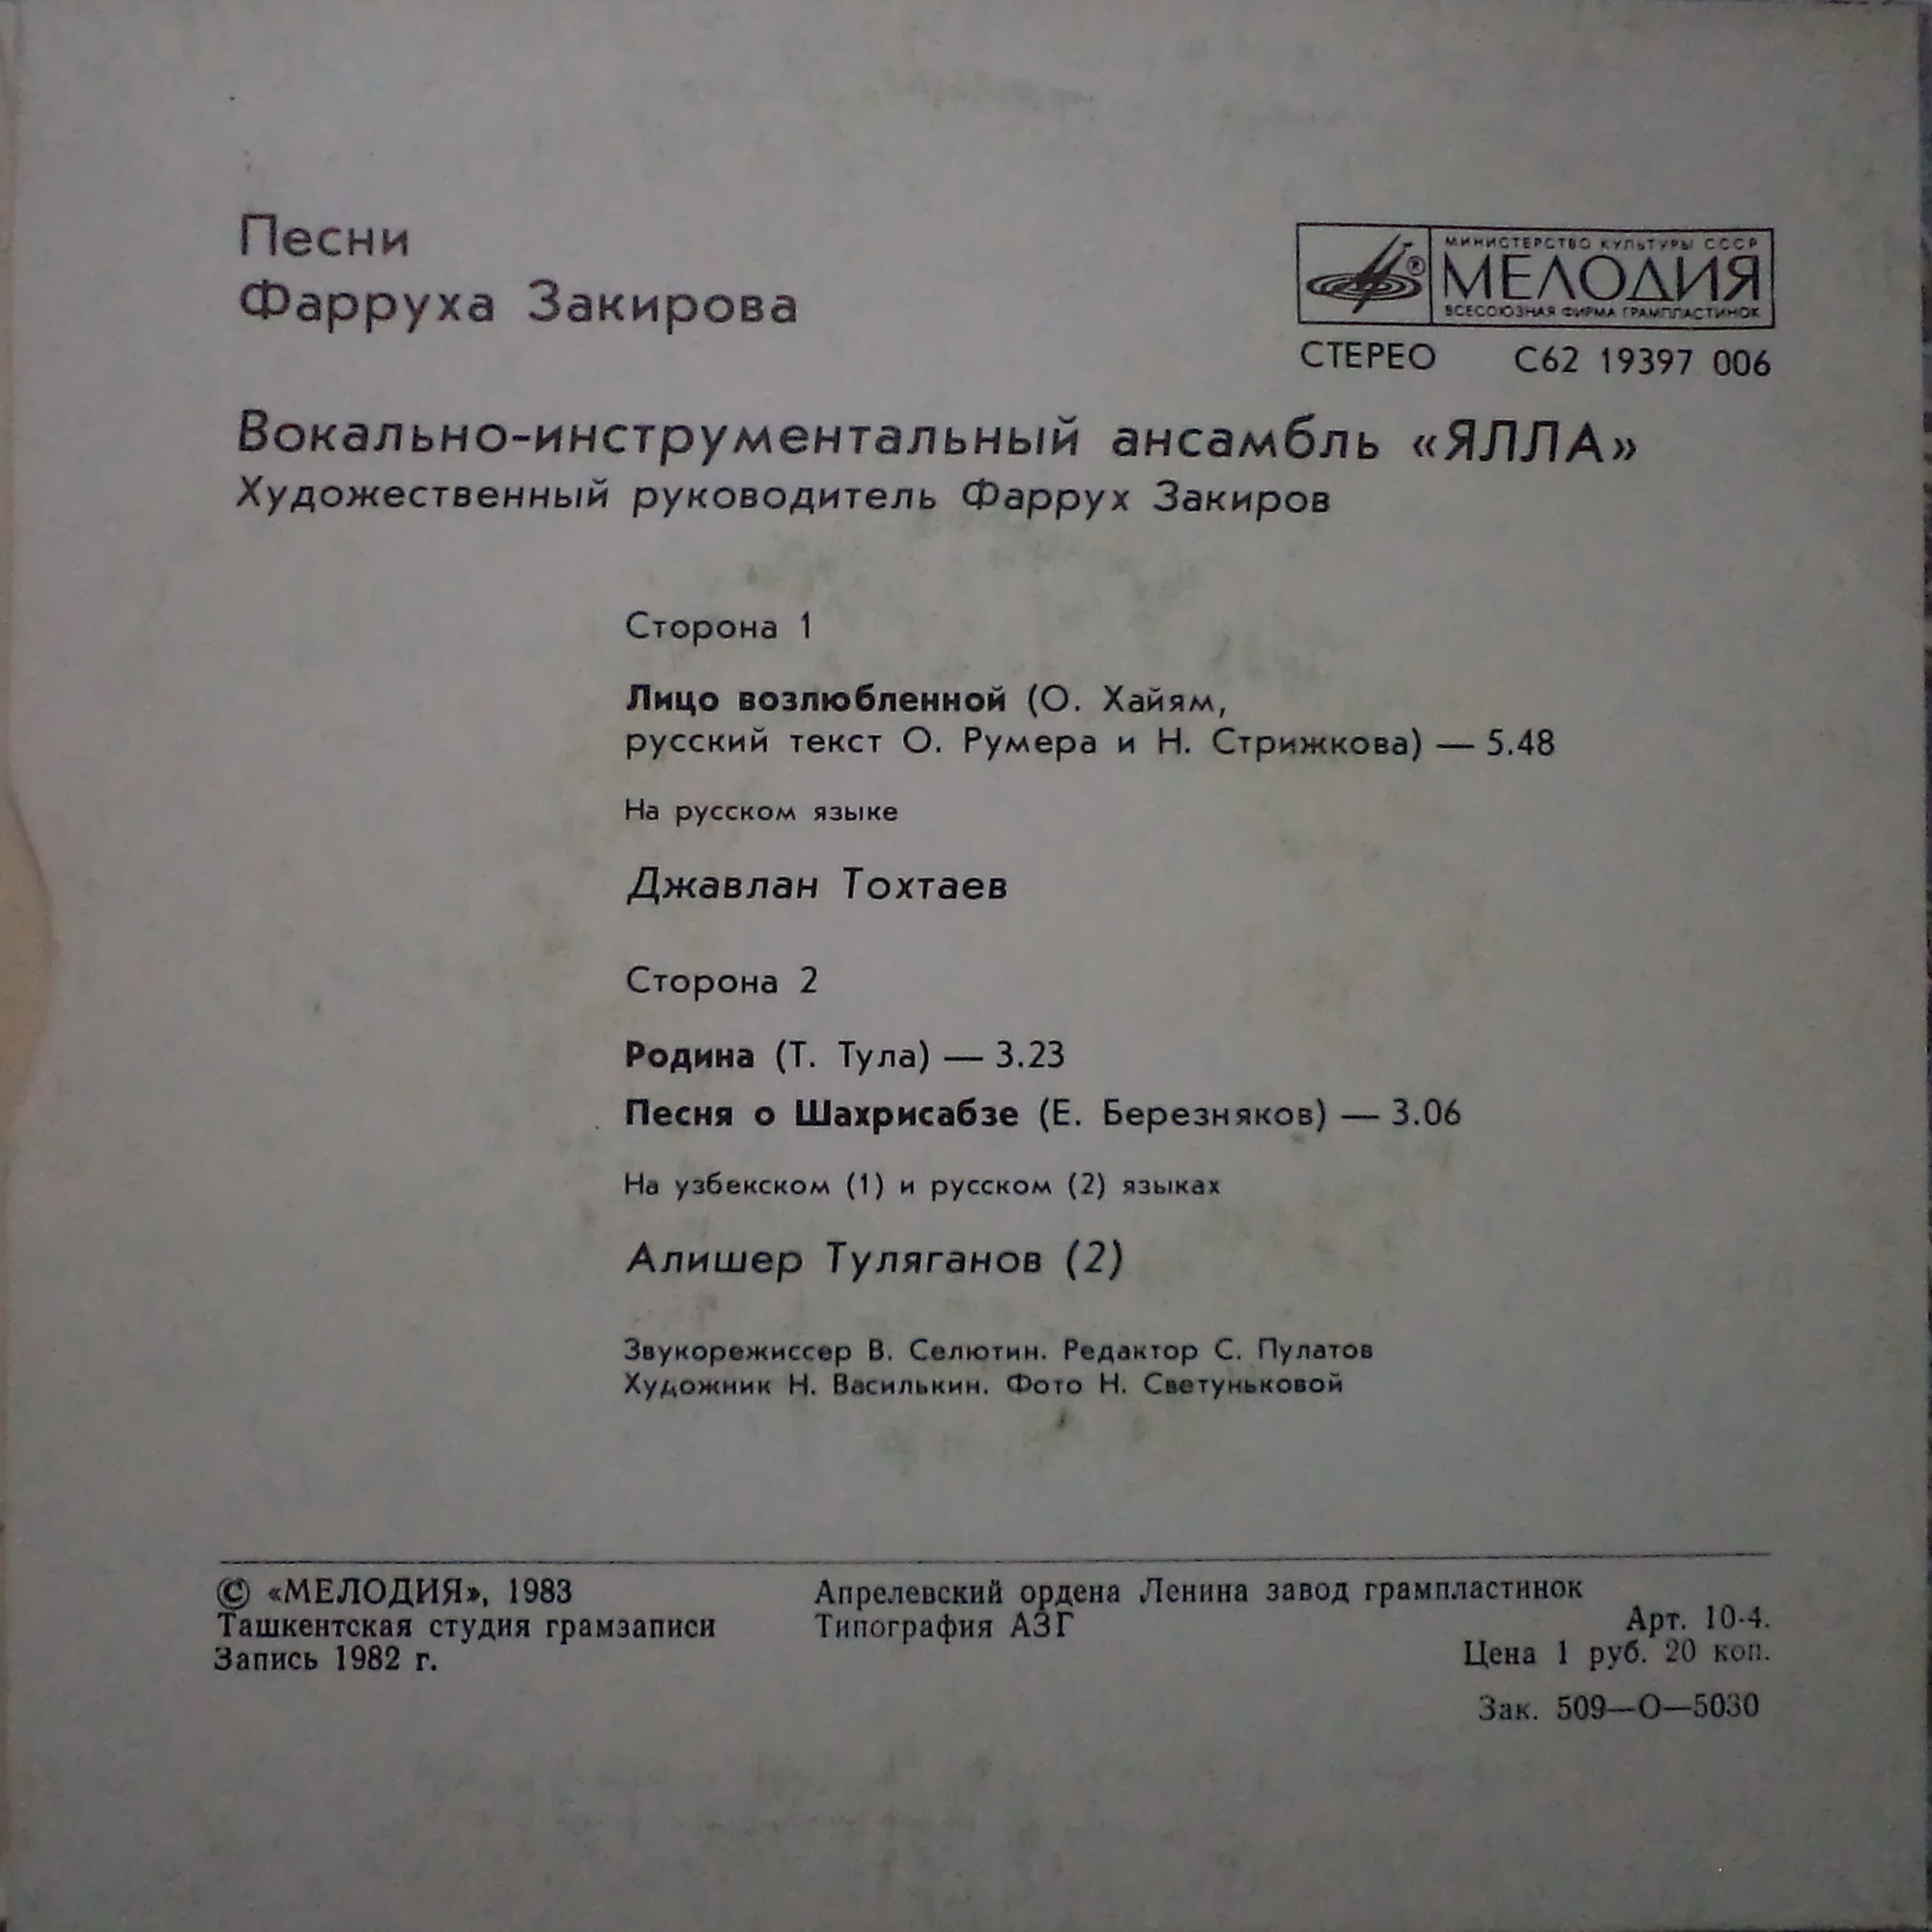 Песни
Фарруха Закирова
МИНИСТЕРСТВО КУЛЬТУРЫ СССР
МЕЛОДИЯ
ВСЕСОЮЗНАЯ ФИРМА ГРАМПЛАСТИНОК
СТЕРЕО С62 19397 006
Вокально-инструментальный ансамбль «ЯЛЛА»
Художественный руководитель Фаррух Закиров
Сторона 1
Лицо возлюбленной (О. Хайям,
русский текст О. Румера и Н. Стрижкова) — 5.48
На русском языке
Джавлан Тохтаев
Сторона 2
Родина (Т. Тула) — 3.23
Песня о Шахрисабзе (Е. Березняков) — 3.06
На узбекском (1) и русском (2) языках
Алишер Туляганов (2)
Звукорежиссер В. Селютин. Редактор С. Пулатов
Художник Н. Василькин. Фото Н. Светуньковой
© «МЕЛОДИЯ», 1983
Ташкентская студия грамзаписи
Запись 1982 г.
Апрелевский ордена Ленина завод грампластинок
Типография АЗГ
Арт. 10-4.
Цена 1 руб. 20 коп.
Зак. 509—О—5030